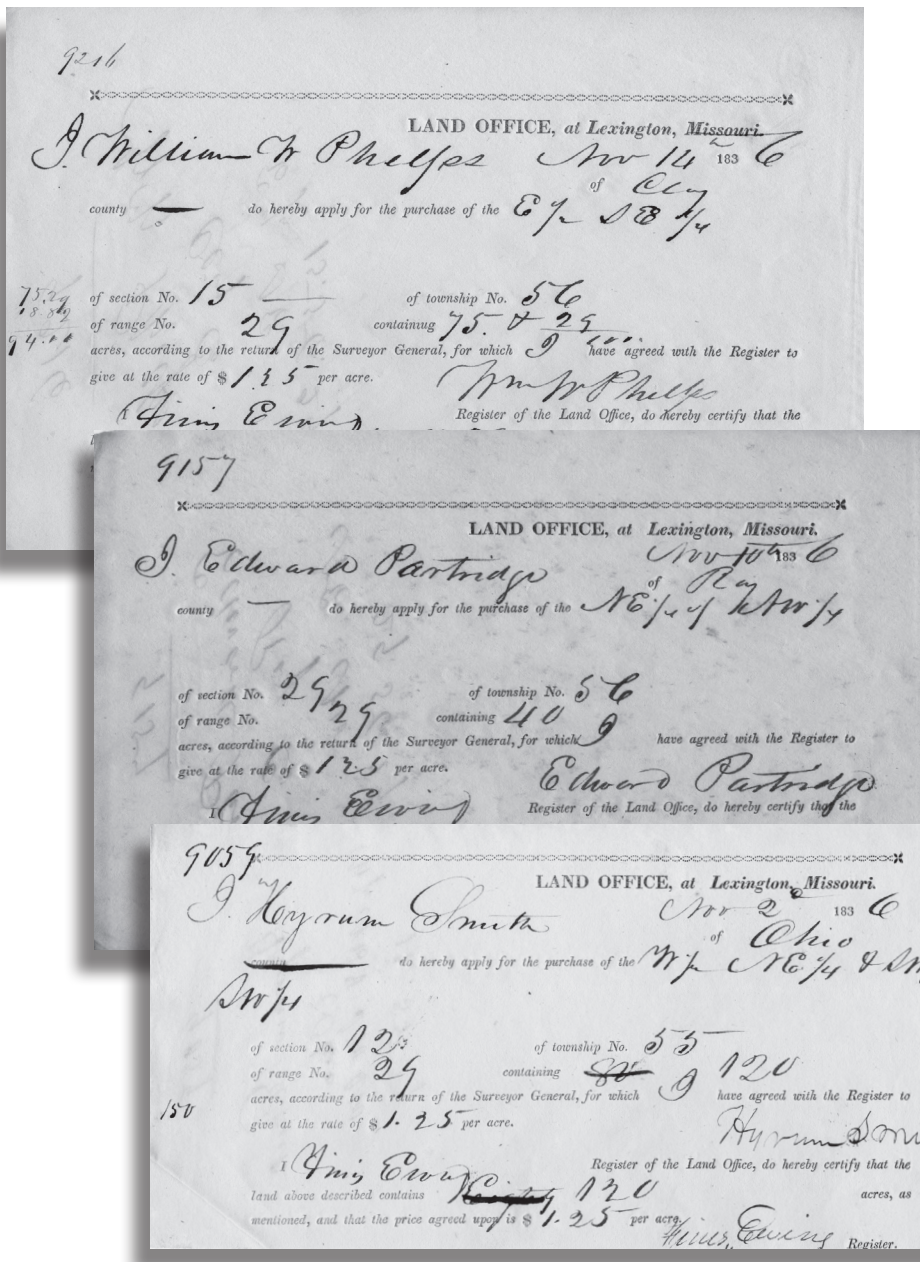 9216
LAND OFFICE, at Lexington, Missouri.
I. William W Phelps Nov 14 1836
of Clay
county do hereby apply for the purchase of the E ½ SE ¼
of section No. 15 of township No. 56
75.29
18.82
94.11
of range No. 29 containing 75. & 29
acres, according to the return of the Surveyor General, for which I have agreed with the Register to
give at the rate of $ 1 25 per acre. Wm W Phelps
I Finis Ewing Register of the Land Office, do hereby certify that the
9157
LAND OFFICE, at Lexington, Missouri.
I. Edward Partridge Nov 10th 1836
of Ray
county do hereby apply for the purchase of the NE ¼ of NW ¼
of section No. 29 of township No. 56
of range No. 29 containing 40
acres, according to the return of the Surveyor General, for which I have agreed with the Register to
give at the rate of $ 1 25 per acre. Edward Partridge
I Finis Ewing Register of the Land Office, do hereby certify that the
9059
LAND OFFICE, at Lexington, Missouri.
I. Hyrum Smith Nov 2d 1836
of Ohio
county do hereby apply for the purchase of the W ½ NE ¼ &
SW ¼
of section No. 12 of township No. 55
of range No. 29 containing 80 120
acres, according to the return of the Surveyor General, for which I have agreed with the Register to
150
give at the rate of $ 1. 25 per acre. Hyrum Smi
I Finis Ewing Register of the Land Office, do hereby certify that the
land above described contains Eighty 120 acres, as
mentioned, and that the price agreed upon is $ 1. 25 per acre.
Finis Ewing Register.